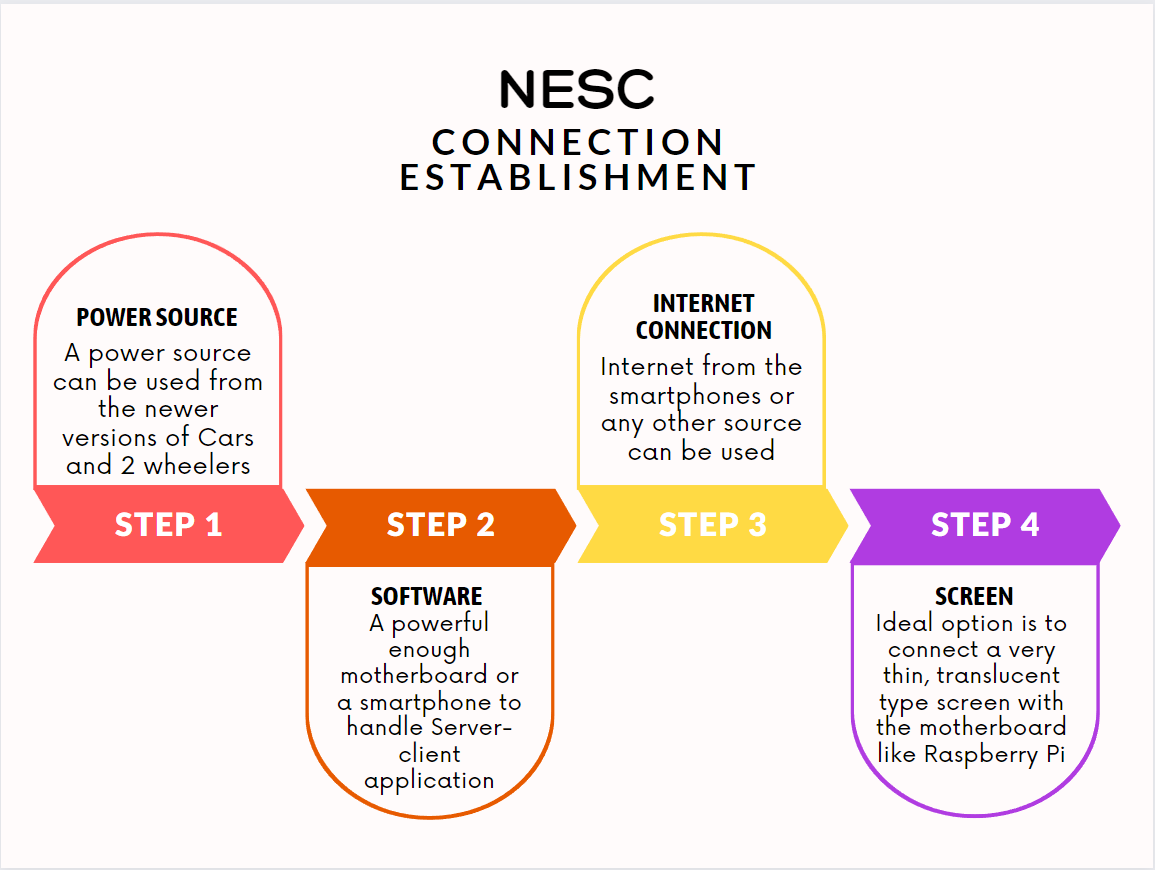 NESC
CONNECTION
ESTABLISHMENT
POWER SOURCE
A power source
can be used from
the newer
versions of Cars
and 2 wheelers
STEP 1
STEP 2
SOFTWARE
A powerful
enough
motherboard or
a smartphone to
handle Server-
client
application
INTERNET
CONNECTION
Internet from the
smartphones or
any other source
can be used
STEP 3
STEP 4
SCREEN
Ideal option is to
connect a very
thin, translucent
type screen with
the motherboard
like Raspberry Pi